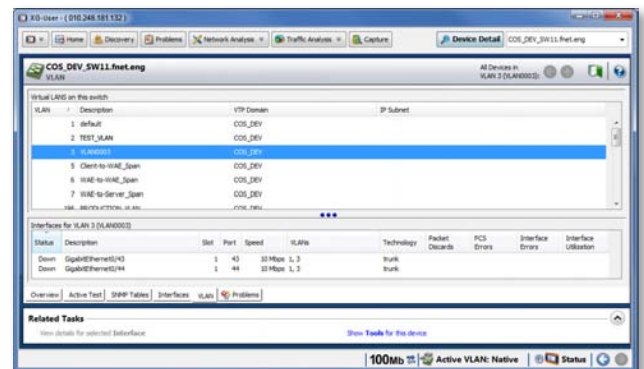 XG-User - ( 010.248.181.132 )
Home Discovery Problems Network Analysis Traffic Analysis Capture Device Detail COS_DEV_SW11.fnet.eng
COS_DEV_SW11.fnet.eng
VLAN
All Devices in
VLAN 3 (VLAN0003):
Virtual LANS on this switch
VLAN / Description VTP Domain IP Subnet
1 default COS_DEV
2 TEST_VLAN COS_DEV
3 VLAN0003 COS_DEV
5 Client-to-WAE_Span COS_DEV
6 WAE-to-WAE_Span COS_DEV
7 WAE-to-Server_Span COS_DEV
PRODUCTION_VLAN COS_DEV
Interfaces for VLAN 3 (VLAN0003)
Status Description Slot Port Speed VLANs Technology Packet Discards FCS Errors Interface Errors Interface Utilization
Down GigabitEthernet0/43 1 43 10 Mbps 1, 3 trunk
Down GigabitEthernet0/44 1 44 10 Mbps 1, 3 trunk
Overview Active Test SNMP Tables Interfaces VLAN Problems
Related Tasks
View details for selected Interface Show Tools for this device
100Mb Active VLAN: Native Status